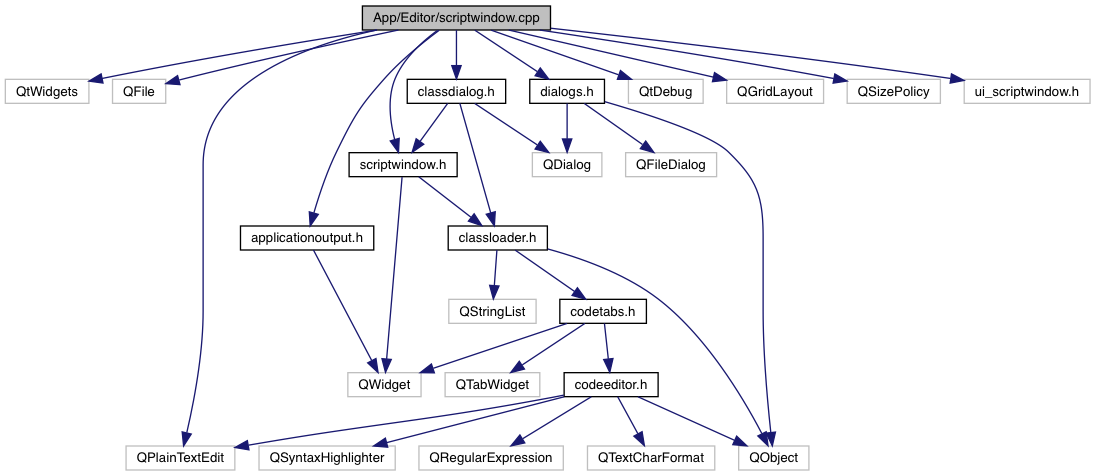 App/Editor/scriptwindow.cpp
QtWidgets
QFile
classdialog.h
dialogs.h
QtDebug
QGridLayout
QSizePolicy
ui_scriptwindow.h
scriptwindow.h
QDialog
QFileDialog
applicationoutput.h
classloader.h
QStringList
codetabs.h
QWidget
QTabWidget
codeeditor.h
QPlainTextEdit
QSyntaxHighlighter
QRegularExpression
QTextCharFormat
QObject